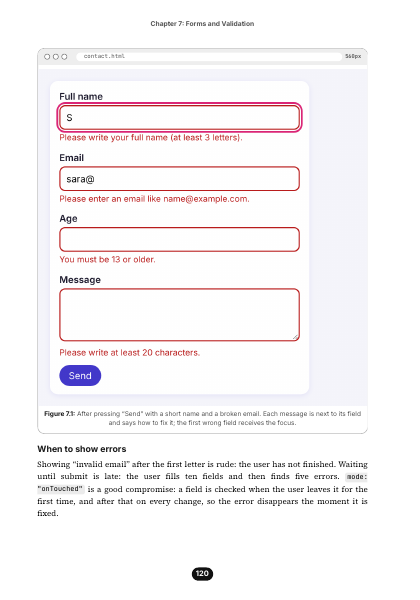 Chapter 7: Forms and Validation
contact.html
560px
Full name
S
Please write your full name (at least 3 letters).
Email
sara@
Please enter an email like name@example.com.
Age
You must be 13 or older.
Message
Please write at least 20 characters.
Send
Figure 7.1: After pressing "Send" with a short name and a broken email. Each message is next to its field
and says how to fix it; the first wrong field receives the focus.
When to show errors
Showing “invalid email” after the first letter is rude: the user has not finished. Waiting
until submit is late: the user fills ten fields and then finds five errors. mode:
"onTouched" is a good compromise: a field is checked when the user leaves it for the
first time, and after that on every change, so the error disappears the moment it is
fixed.
120